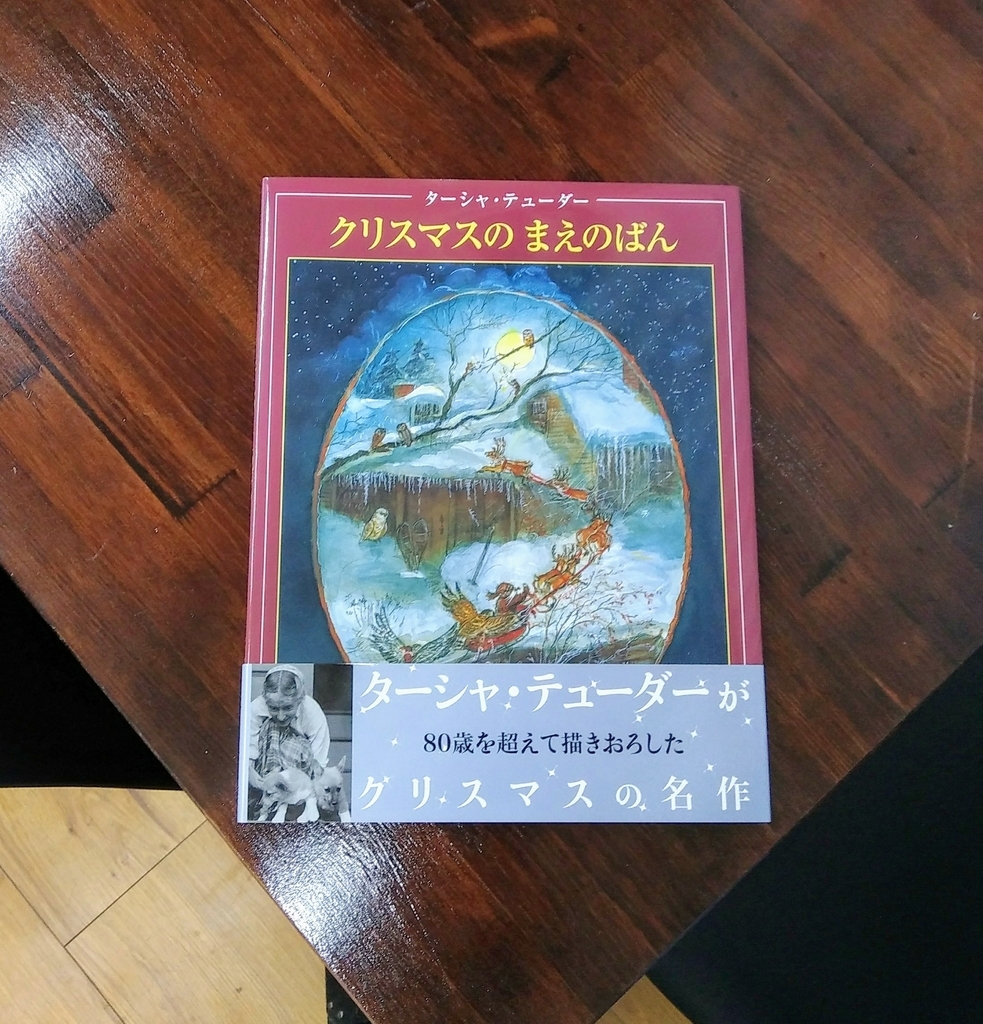 ターシャ・テューダー
クリスマスの まえのばん
ターシャ・テューダーが
80歳を超えて描きおろした
クリスマスの名作